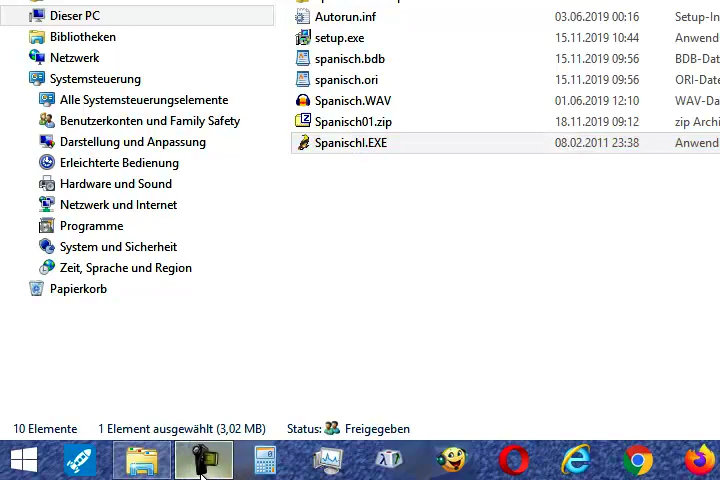 Dieser PC
Bibliotheken
Netzwerk
Systemsteuerung
Alle Systemsteuerungselemente
Benutzerkonten und Family Safety
Darstellung und Anpassung
Erleichterte Bedienung
Hardware und Sound
Netzwerk und Internet
Programme
System und Sicherheit
Zeit, Sprache und Region
Papierkorb
Autorun.inf 03.06.2019 00:16 Setup-In
setup.exe 15.11.2019 10:44 Anwend
spanisch.bdb 15.11.2019 09:56 BDB-Dat
spanisch.ori 15.11.2019 09:56 ORI-Date
Spanisch.WAV 01.06.2019 12:10 WAV-Da
Spanisch01.zip 18.11.2019 09:12 zip Archi
Spanischl.EXE 08.02.2011 23:38 Anwend
10 Elemente 1 Element ausgewählt (3,02 MB) Status: Freigegeben